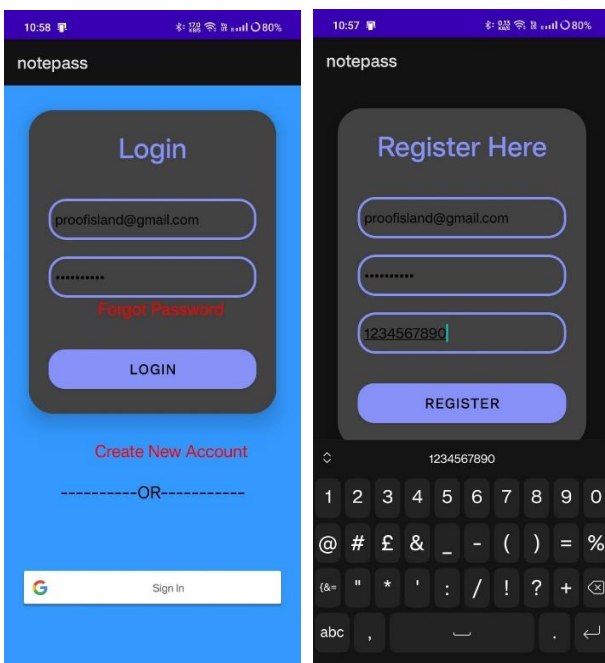 10:58
80%
notepass
Login
proofisland@gmail.com
••••••••••
Forgot Password
LOGIN
Create New Account
----------OR-----------
G
Sign In
10:57
80%
notepass
Register Here
proofisland@gmail.com
••••••••••
1234567890
REGISTER
1234567890
1 2 3 4 5 6 7 8 9 0
@ # £ & _ - ( ) = %
{&= " * ' : / ! ? +
abc , .